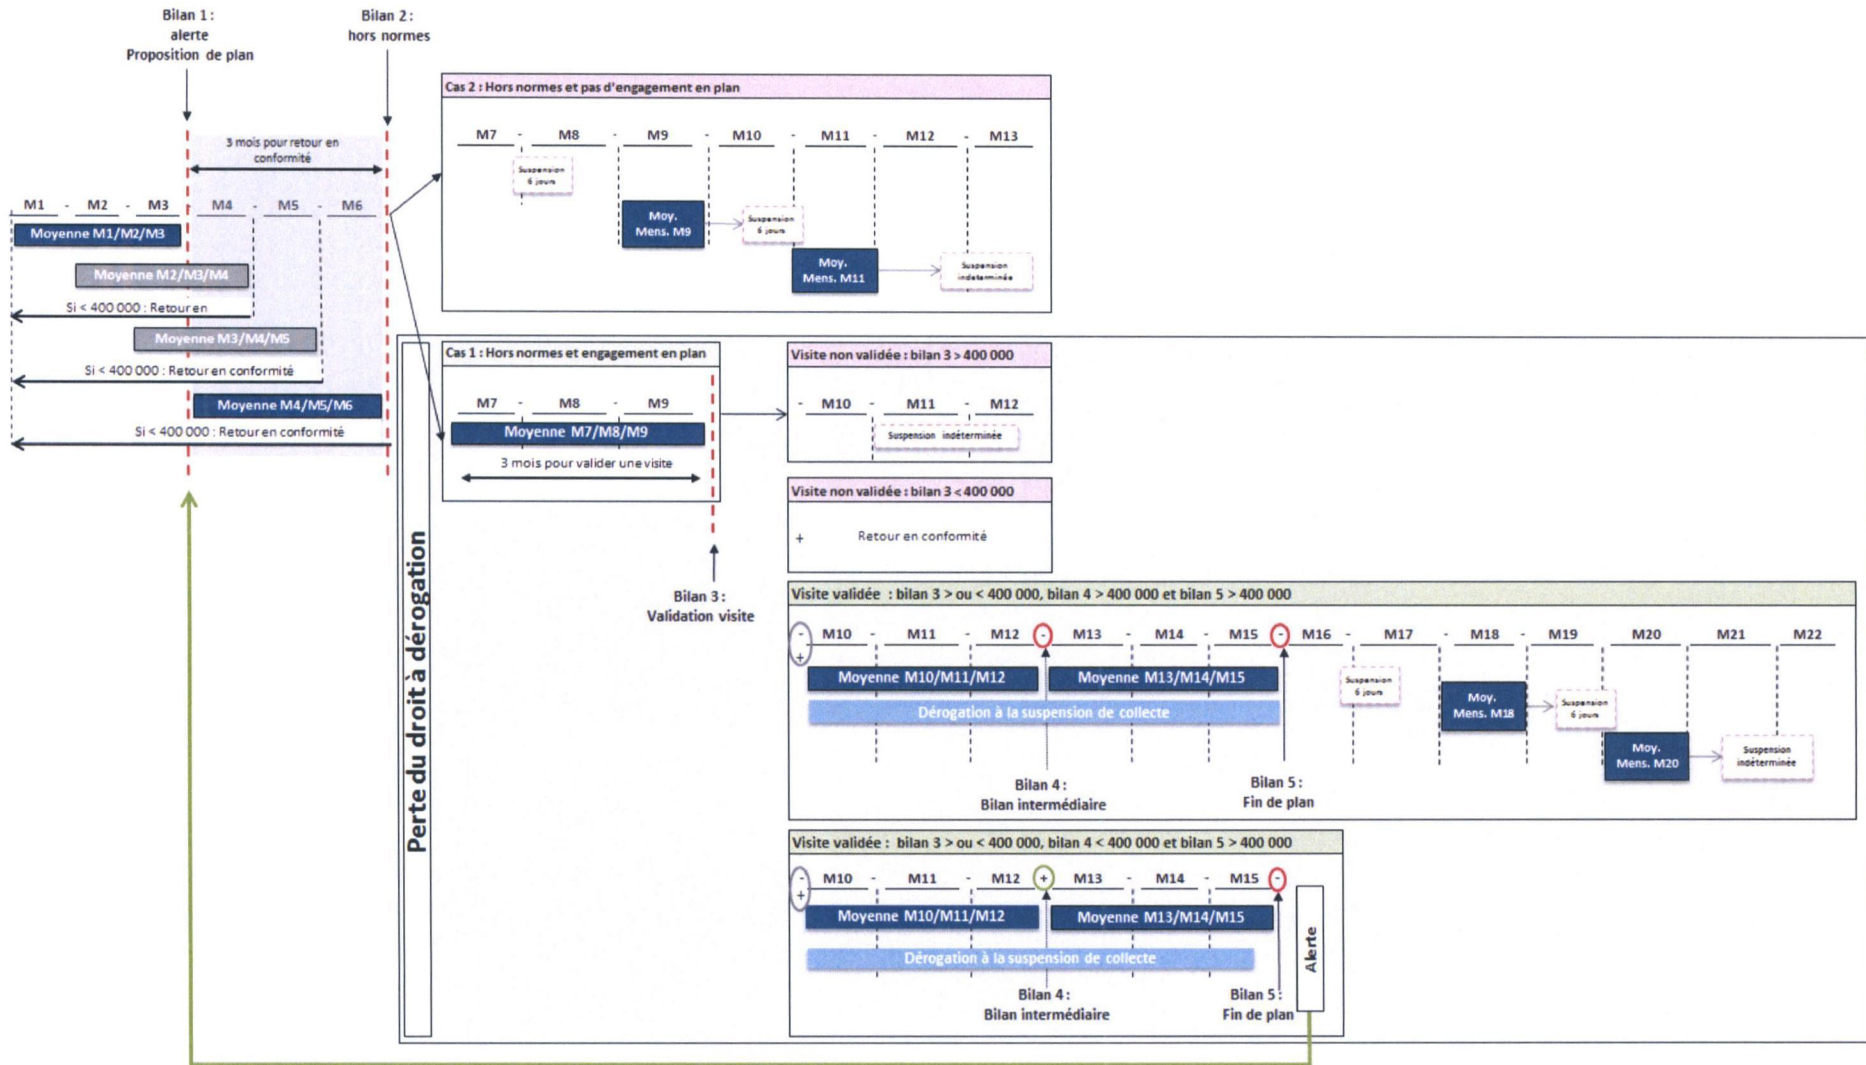 Bilan 1 :
alerte
Proposition de plan
Bilan 2 :
hors normes
3 mois pour retour en
conformité
M1 - M2 - M3 - M4 - M5 - M6
Moyenne M1/M2/M3
Moyenne M2/M3/M4
Si < 400 000 : Retour en
Moyenne M3/M4/M5
Si < 400 000 : Retour en conformité
Moyenne M4/M5/M6
Si < 400 000 : Retour en conformité
Cas 2 : Hors normes et pas d'engagement en plan
M7 - M8 - M9 - M10 - M11 - M12 - M13
Suspension
6 jours
Moy.
Mens. M9
Suspension
6 jours
Moy.
Mens. M11
Suspension
indeterminée
Perte du droit à dérogation
Cas 1 : Hors normes et engagement en plan
M7 - M8 - M9
Moyenne M7/M8/M9
3 mois pour valider une visite
Bilan 3 :
Validation visite
Visite non validée : bilan 3 > 400 000
- M10 - M11 - M12
Suspension indéterminée
Visite non validée : bilan 3 < 400 000
+ Retour en conformité
Visite validée : bilan 3 > ou < 400 000, bilan 4 > 400 000 et bilan 5 > 400 000
- M10 - M11 - M12 - M13 - M14 - M15 - M16 - M17 - M18 - M19 M20 M21 M22
+
Moyenne M10/M11/M12
Moyenne M13/M14/M15
Dérogation à la suspension de collecte
Suspension
6 jours
Moy.
Mens. M18
Suspension
6 jours
Moy.
Mens. M20
Suspension
indéterminée
Bilan 4 :
Bilan intermédiaire
Bilan 5 :
Fin de plan
Visite validée : bilan 3 > ou < 400 000, bilan 4 < 400 000 et bilan 5 > 400 000
- M10 - M11 - M12 + M13 - M14 - M15 -
+
Moyenne M10/M11/M12
Moyenne M13/M14/M15
Dérogation à la suspension de collecte
Bilan 4 :
Bilan intermédiaire
Bilan 5 :
Fin de plan
Alerte